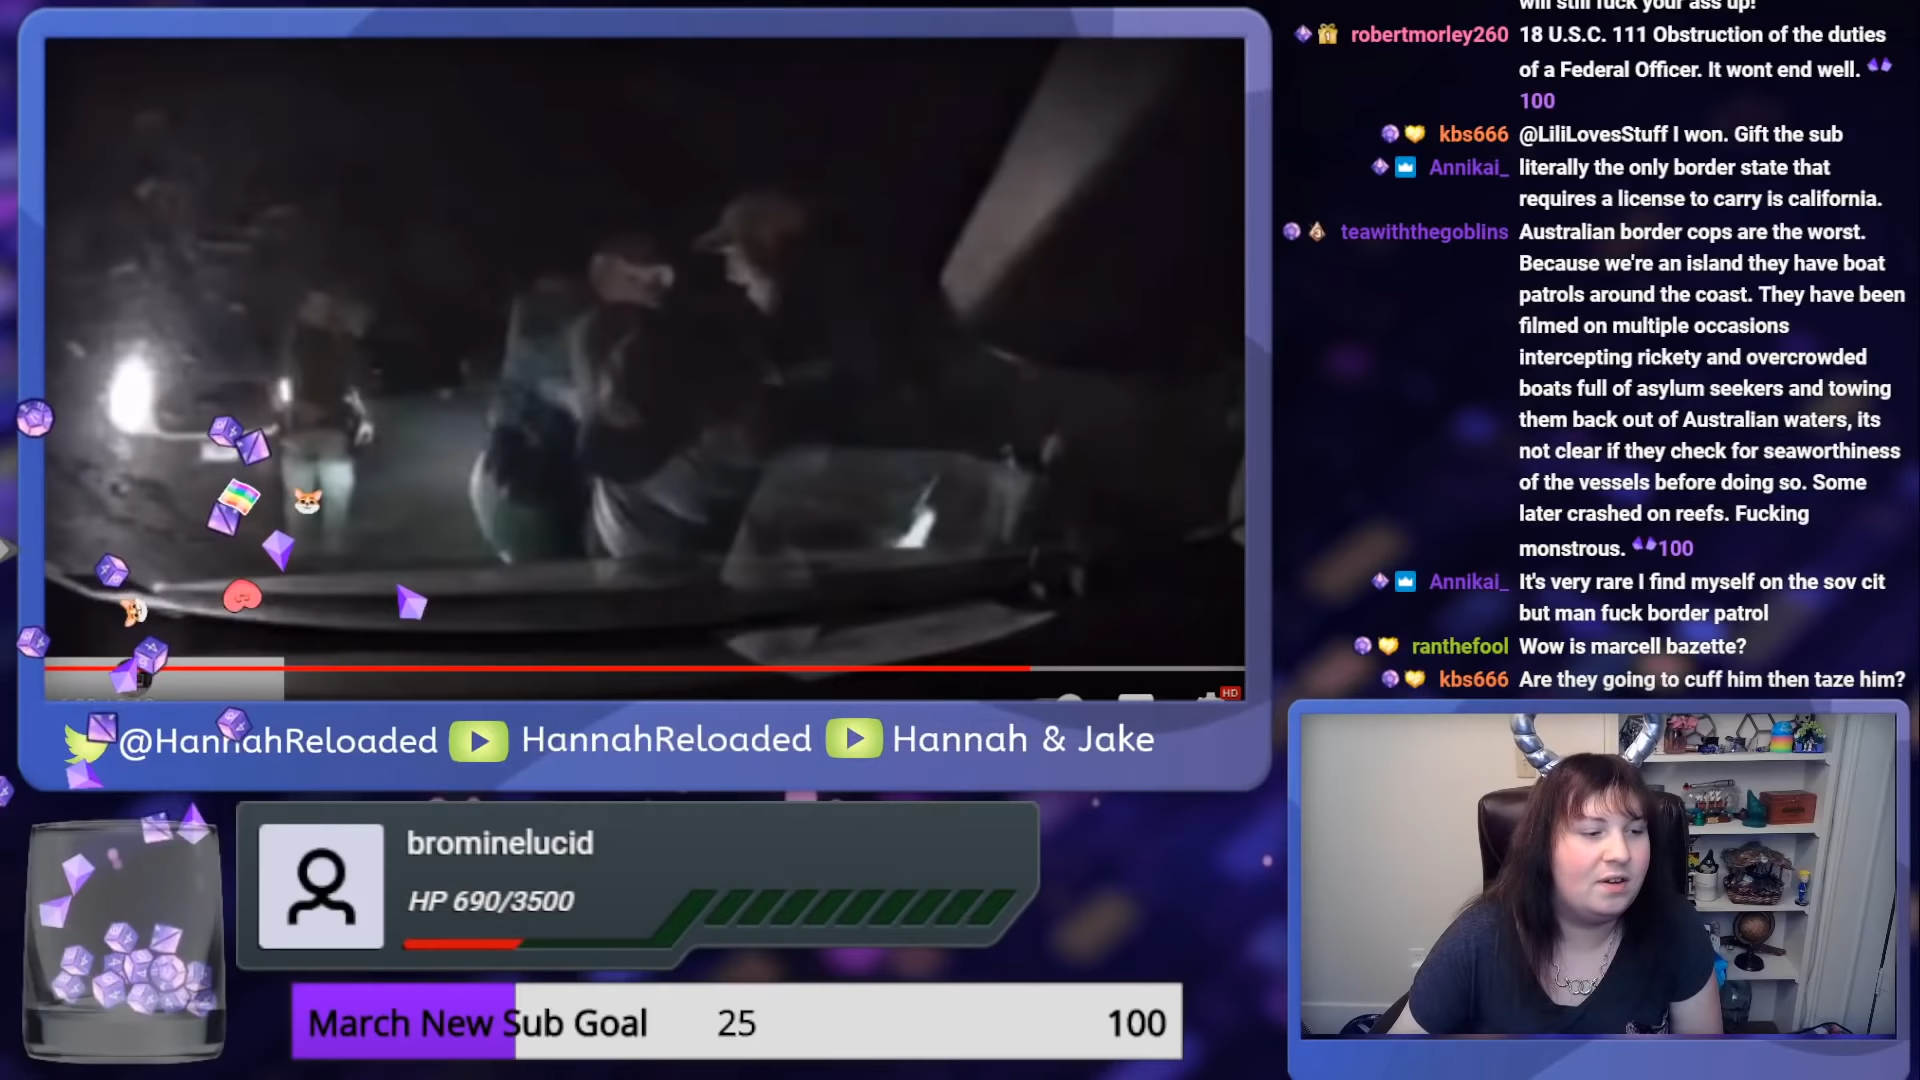 will still fuck your ass up!
robertmorley260 18 U.S.C. 111 Obstruction of the duties
of a Federal Officer. It wont end well.
100
kbs666 @LiliLovesStuff I won. Gift the sub
Annikai_ literally the only border state that
requires a license to carry is california.
teawiththegoblins Australian border cops are the worst.
Because we're an island they have boat
patrols around the coast. They have been
filmed on multiple occasions
intercepting rickety and overcrowded
boats full of asylum seekers and towing
them back out of Australian waters, its
not clear if they check for seaworthiness
of the vessels before doing so. Some
later crashed on reefs. Fucking
monstrous. 100
Annikai_ It's very rare I find myself on the sov cit
but man fuck border patrol
ranthefool Wow is marcell bazette?
kbs666 Are they going to cuff him then taze him?
HD
@HannahReloaded HannahReloaded Hannah & Jake
brominelucid
HP 690/3500
March New Sub Goal 25 100